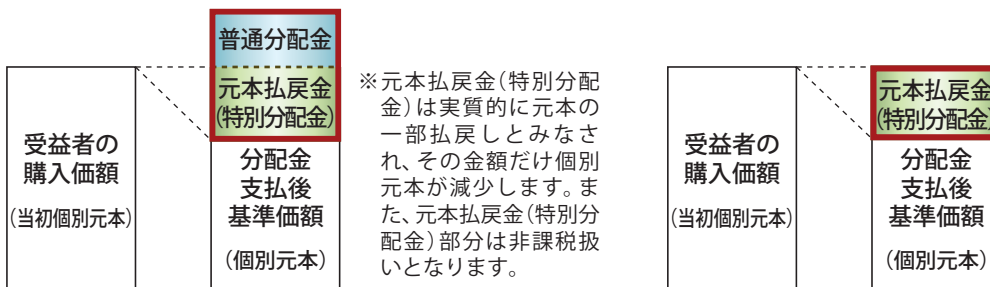 受益者の
購入価額
(当初個別元本)
普通分配金
元本払戻金
(特別分配金)
分配金
支払後
基準価額
(個別元本)
※元本払戻金(特別分配
金)は実質的に元本の
一部払戻しとみなさ
れ、その金額だけ個別
元本が減少します。ま
た、元本払戻金(特別分
配金)部分は非課税扱
いとなります。
受益者の
購入価額
(当初個別元本)
元本払戻金
(特別分配金)
分配金
支払後
基準価額
(個別元本)